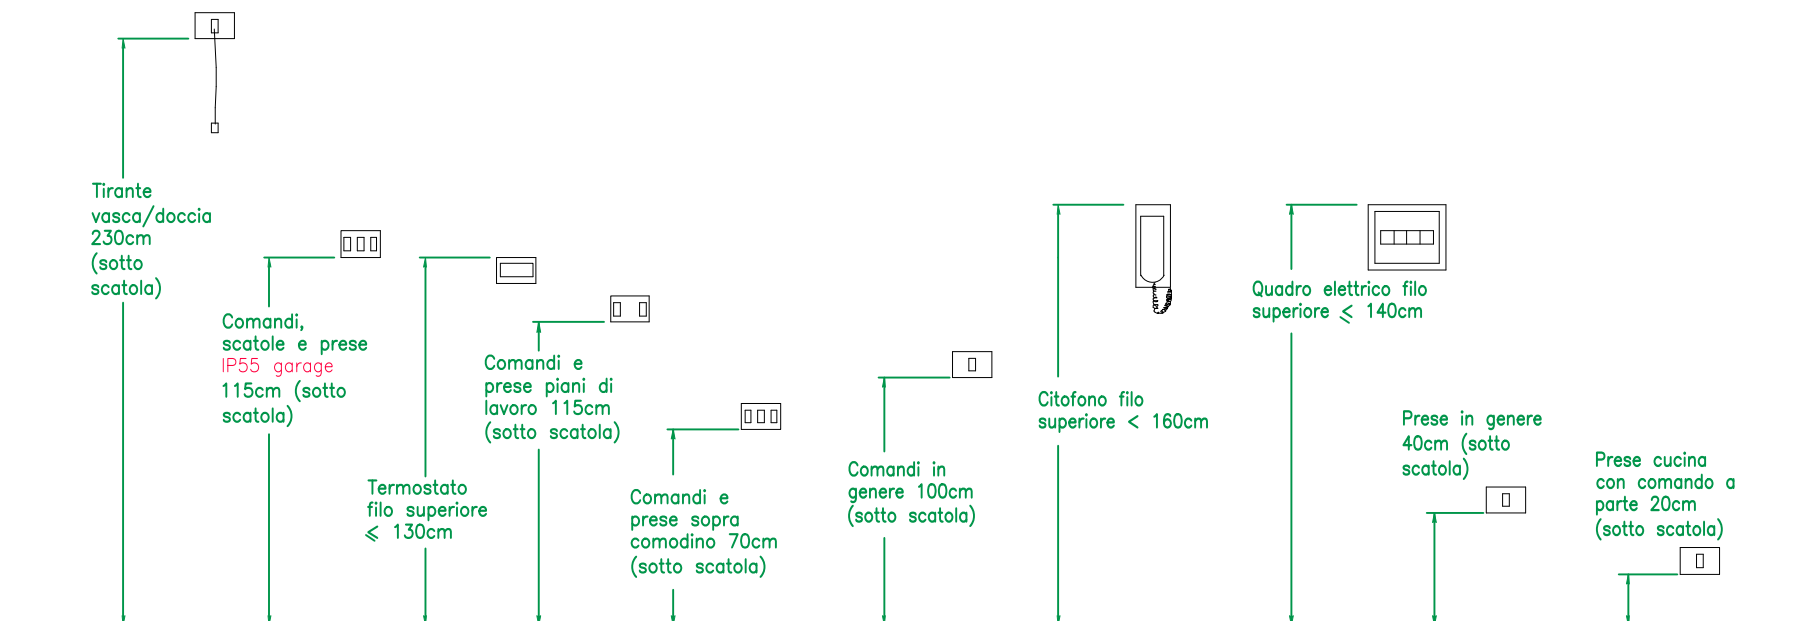 Tirante
vasca/doccia
230cm
(sotto
scatola)
Comandi,
scatole e prese
IP55 garage
115cm (sotto
scatola)
Termostato
filo superiore
≤ 130cm
Comandi e
prese piani di
lavoro 115cm
(sotto scatola)
Comandi e
prese sopra
comodino 70cm
(sotto scatola)
Comandi in
genere 100cm
(sotto scatola)
Citofono filo
superiore < 160cm
Quadro elettrico filo
superiore ≤ 140cm
Prese in genere
40cm (sotto
scatola)
Prese cucina
con comando a
parte 20cm
(sotto scatola)